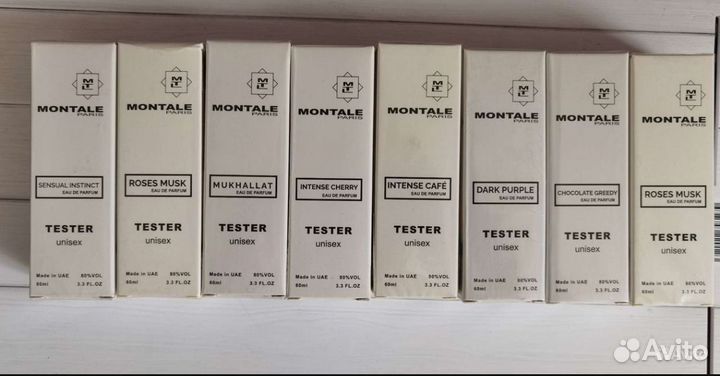 MONTALE
PARIS
SENSUAL INSTINCT
EAU DE PARFUM
TESTER
unisex
Made in UAE 80%VOL
60ml 3.3 FL.OZ
MONTALE
PARIS
ROSES MUSK
EAU DE PARFUM
TESTER
unisex
Made in UAE 80%VOL
60ml 3.3 FL.OZ
MONTALE
PARIS
MUKHALLAT
EAU DE PARFUM
TESTER
unisex
Made in UAE 80%VOL
60ml 3.3 FL.OZ
MONTALE
PARIS
INTENSE CHERRY
EAU DE PARFUM
TESTER
unisex
Made in UAE 80%VOL
60ml 3.3 FL.OZ
MONTALE
PARIS
INTENSE CAFÉ
EAU DE PARFUM
TESTER
unisex
Made in UAE 80%VOL
60ml 3.3 FL.OZ
MONTALE
PARIS
DARK PURPLE
EAU DE PARFUM
TESTER
unisex
Made in UAE 80%VOL
60ml 3.3 FL.OZ
MONTALE
PARIS
CHOCOLATE GREEDY
EAU DE PARFUM
TESTER
unisex
Made in UAE 80%VOL
60ml 3.3 FL.OZ
MONTALE
PARIS
ROSES MUSK
EAU DE PARFUM
TESTER
unisex
Made in UAE 80%VOL
60ml 3.3 FL.OZ
Avito